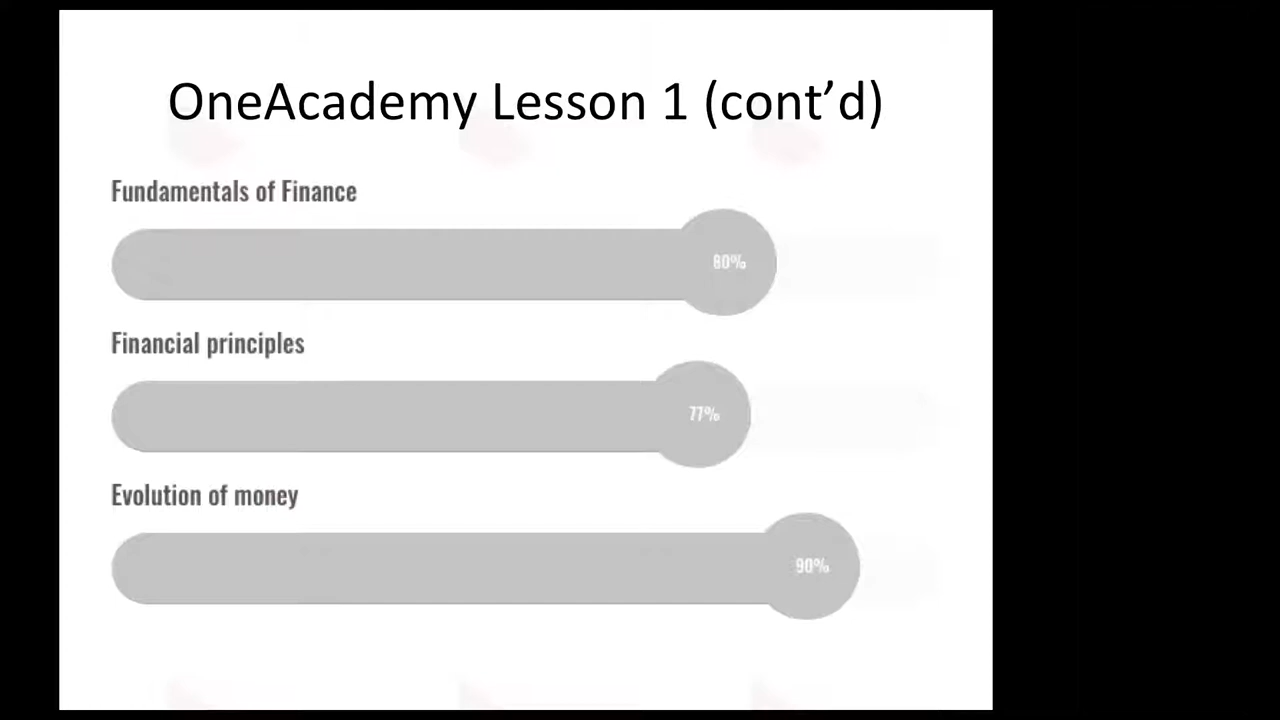 OneAcademy Lesson 1 (cont’d)
Fundamentals of Finance
80%
Financial principles
77%
Evolution of money
90%